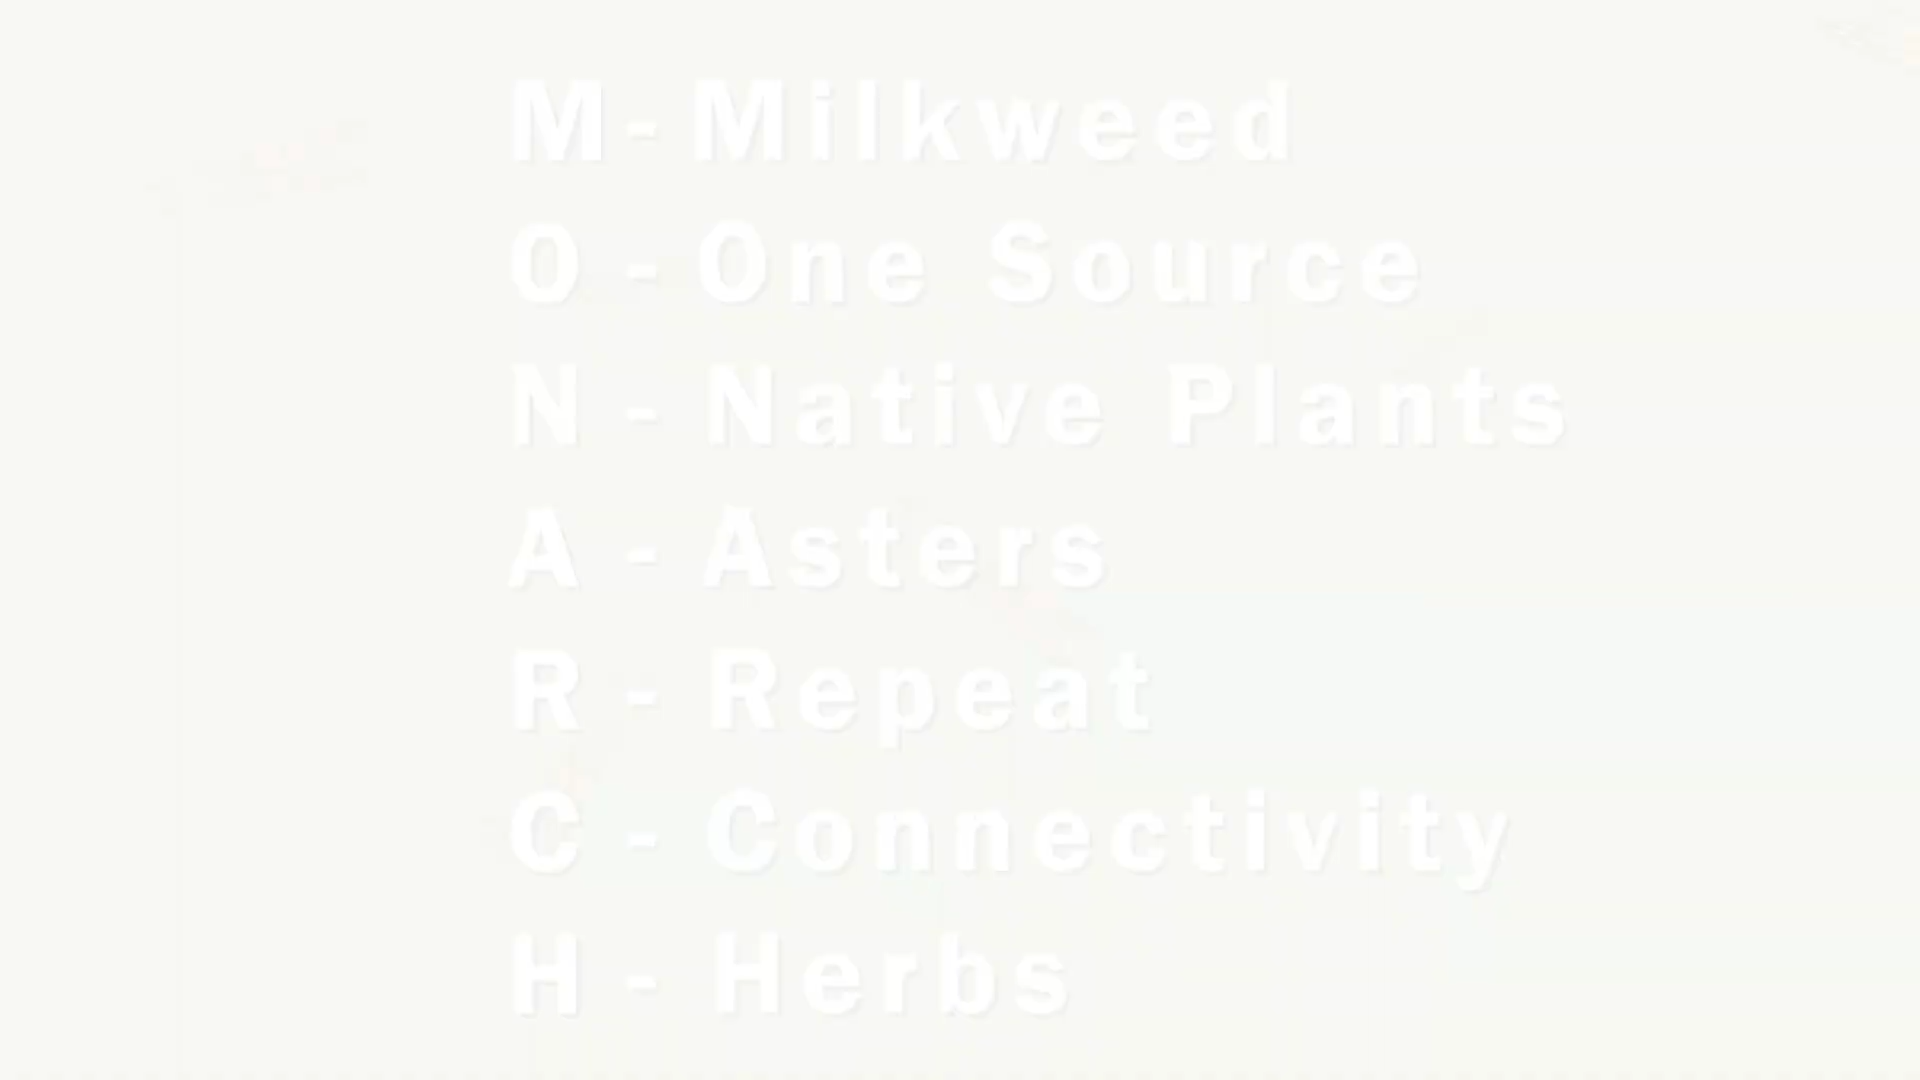 M - Milkweed
O - One Source
N - Native Plants
A - Asters
R - Repeat
C - Connectivity
H - Herbs